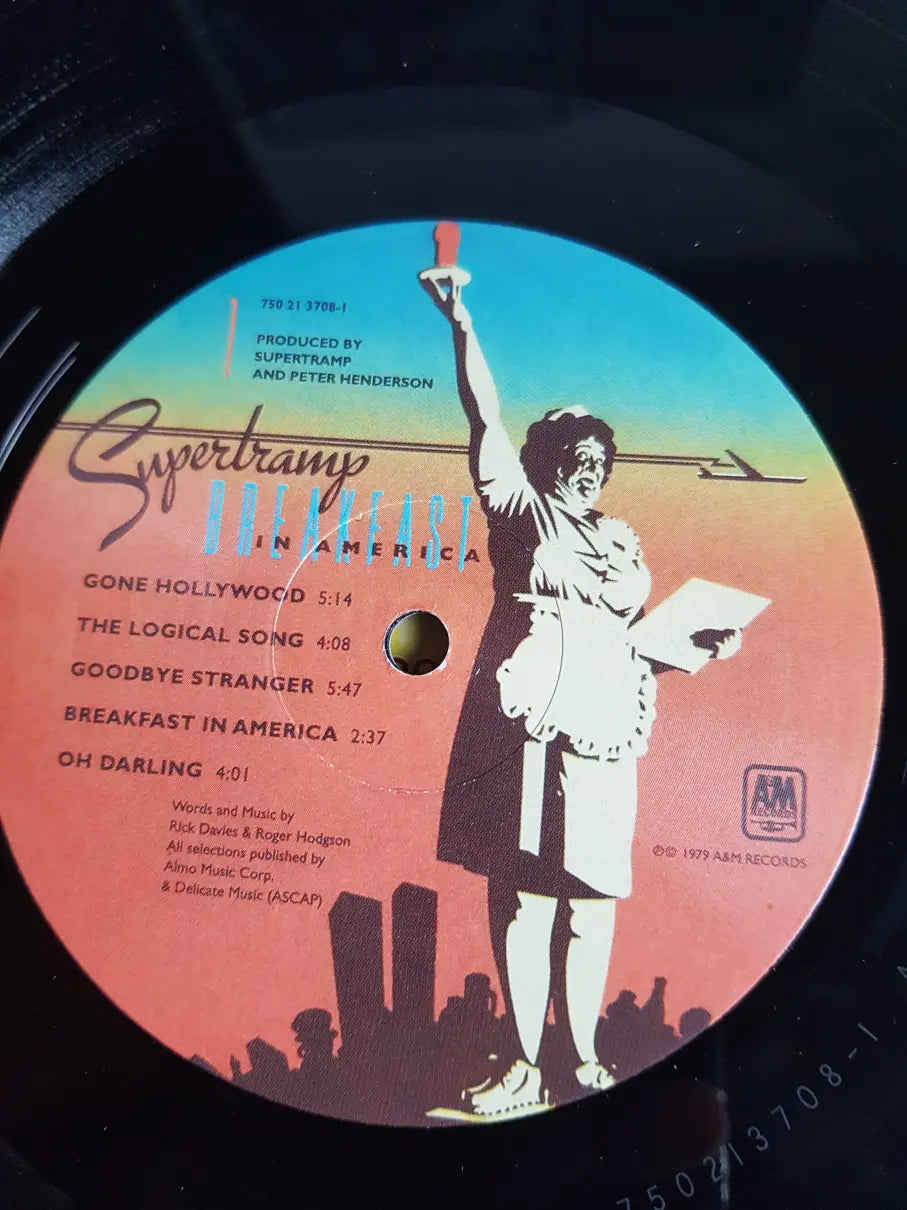 750 21 3708-1
PRODUCED BY
SUPERTRAMP
AND PETER HENDERSON
Supertramp
BREAKFAST
IN AMERICA
GONE HOLLYWOOD 5:14
THE LOGICAL SONG 4:08
GOODBYE STRANGER 5:47
BREAKFAST IN AMERICA 2:37
OH DARLING 4:01
Words and Music by
Rick Davies & Roger Hodgson
All selections published by
Almo Music Corp.
& Delicate Music (ASCAP)
A&M
RECORDS
℗© 1979 A&M RECORDS
750213708-1 A